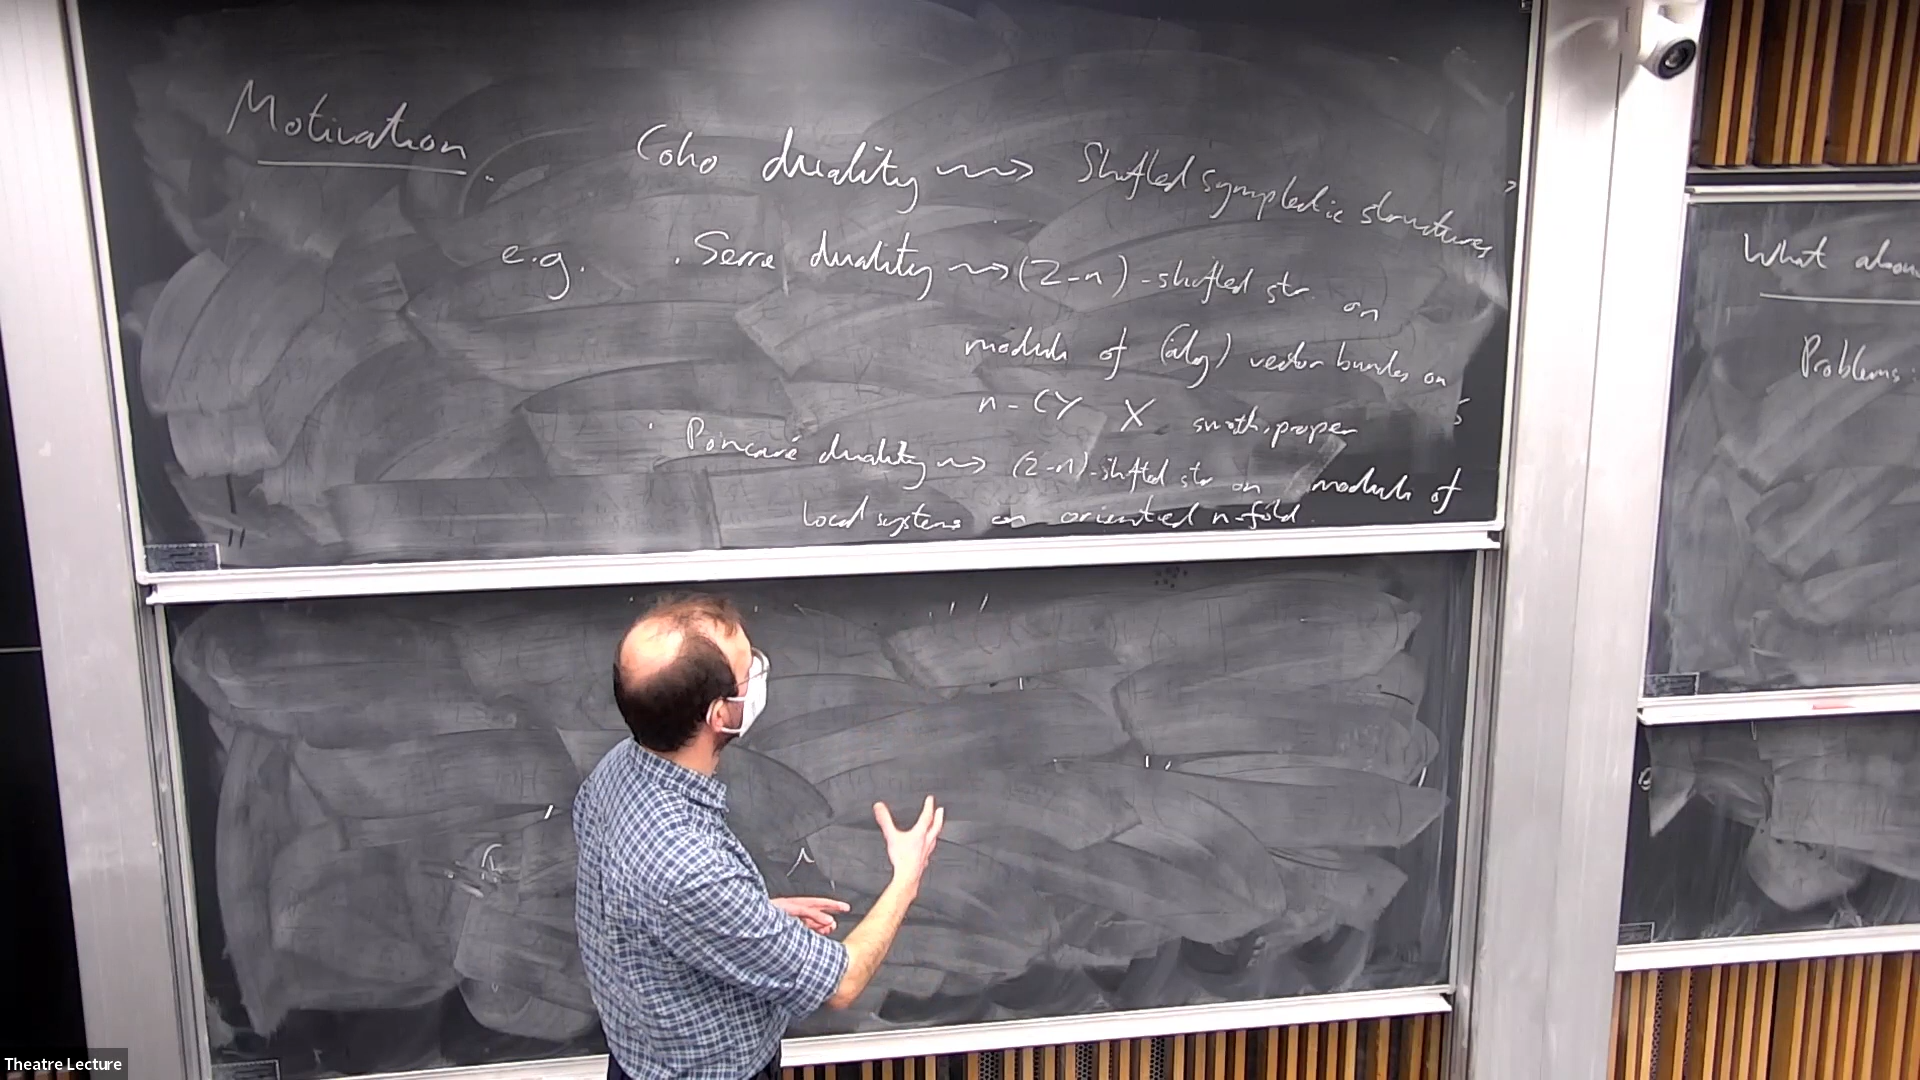 Motivation.
Coho duality ⇝ Shifted symplectic structures
e.g. . Serre duality ⇝ (2-n)-shifted str. on
moduli of (alg) vector bundles on
n-CY X smooth, proper
. Poincaré duality ⇝ (2-n)-shifted str on moduli of
local systems on oriented n-fold.
What
Problems:
Theatre Lecture